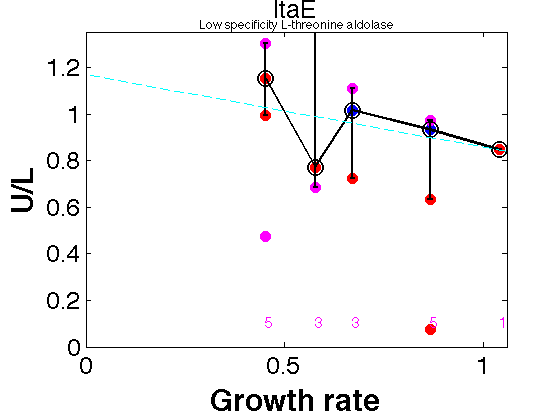 ltaE
Low specificity L-threonine aldolase
1.2
1
0.8
0.6
0.4
0.2
0
U/L
5 3 3 5 1
0 0.5 1
Growth rate